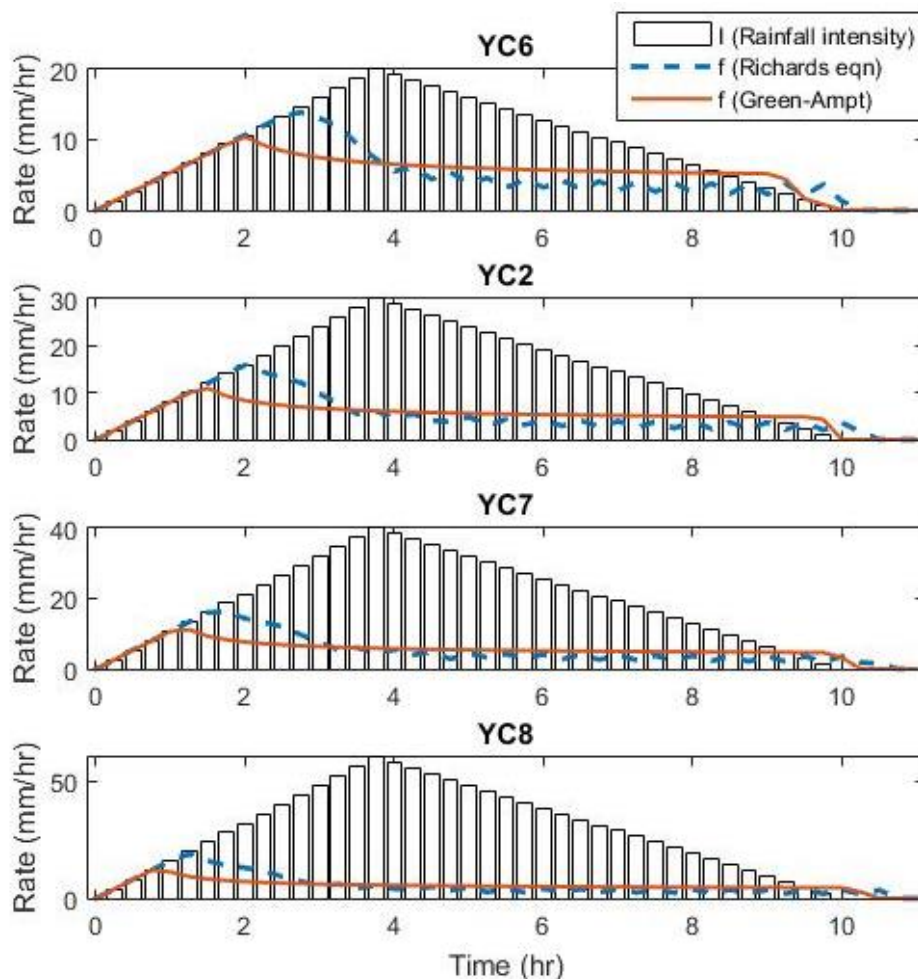 YC6
I (Rainfall intensity)
f (Richards eqn)
f (Green-Ampt)
Rate (mm/hr)
20
10
0
0 2 4 6 8 10
YC2
Rate (mm/hr)
30
20
10
0
0 2 4 6 8 10
YC7
Rate (mm/hr)
40
20
0
0 2 4 6 8 10
YC8
Rate (mm/hr)
50
0
0 2 4 6 8 10
Time (hr)